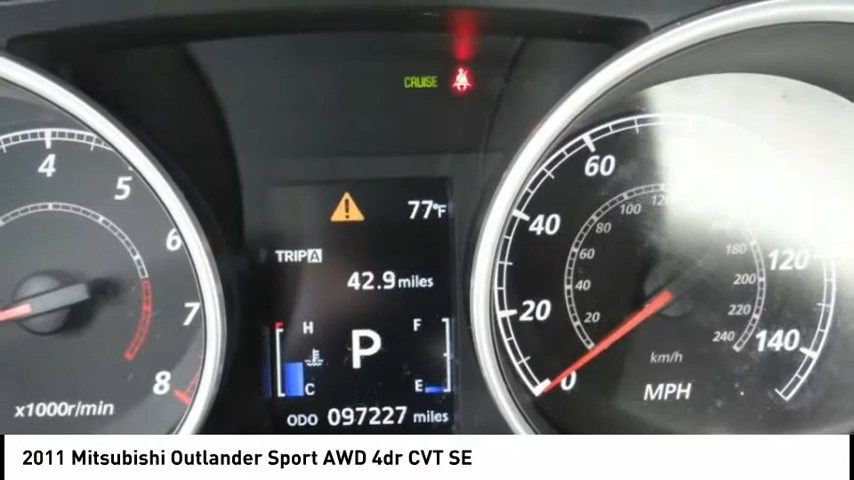 CRUISE
77°F
TRIP A
42.9 miles
H
F
P
C
E
ODO 097227 miles
4
5
6
7
8
x1000r/min
0
20
40
60
120
140
20
40
60
80
100
180
200
220
240
km/h
MPH
2011 Mitsubishi Outlander Sport AWD 4dr CVT SE